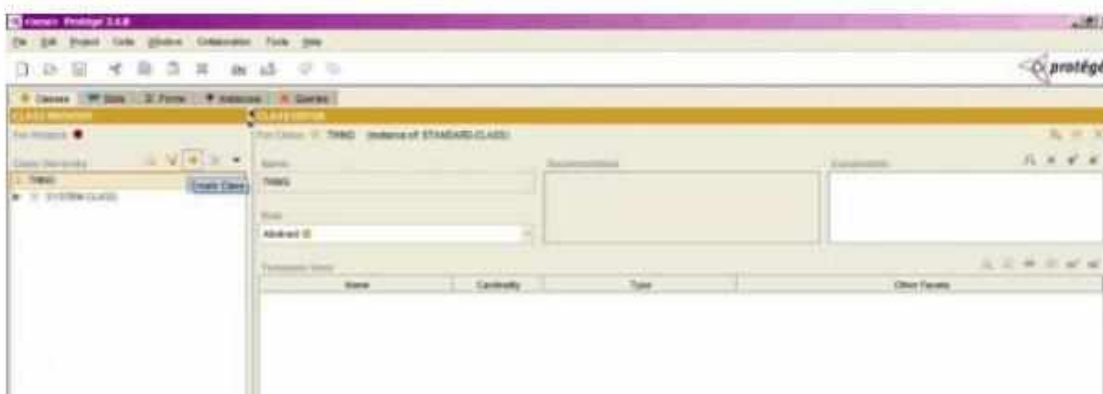 <new> Protégé 3.4.8
File Edit Project Code Window Collaboration Tools Help
protégé
Classes Slots Forms Instances Queries
CLASS BROWSER
CLASS EDITOR
For Project:
For Class: THING (instance of STANDARD-CLASS)
Class Hierarchy
Name
Documentation
Constraints
THING
Create Class
THING
SYSTEM-CLASS
Role
Abstract
Template Slots
Name Cardinality Type Other Facets